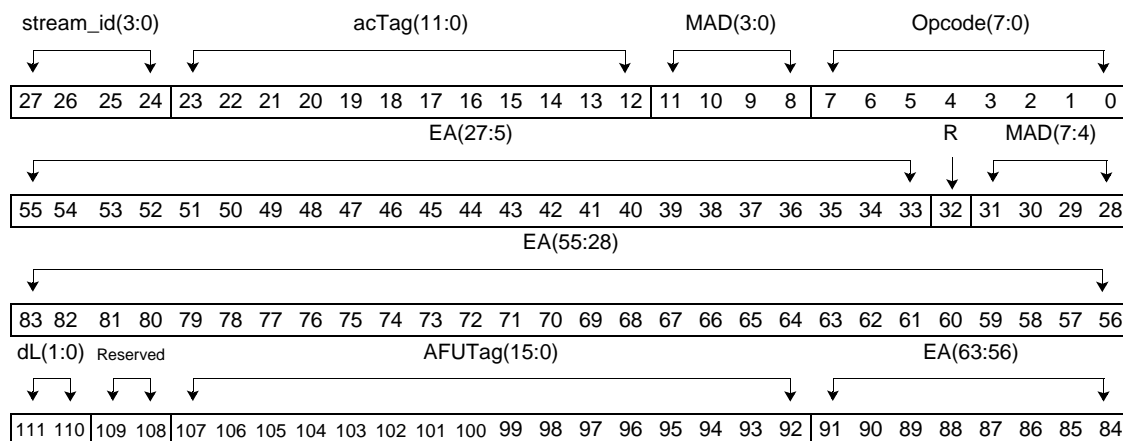 stream_id(3:0) acTag(11:0) MAD(3:0) Opcode(7:0)
27 26 25 24 23 22 21 20 19 18 17 16 15 14 13 12 11 10 9 8 7 6 5 4 3 2 1 0
EA(27:5) R MAD(7:4)
55 54 53 52 51 50 49 48 47 46 45 44 43 42 41 40 39 38 37 36 35 34 33 32 31 30 29 28
EA(55:28)
83 82 81 80 79 78 77 76 75 74 73 72 71 70 69 68 67 66 65 64 63 62 61 60 59 58 57 56
dL(1:0) Reserved AFUTag(15:0) EA(63:56)
111 110 109 108 107 106 105 104 103 102 101 100 99 98 97 96 95 94 93 92 91 90 89 88 87 86 85 84